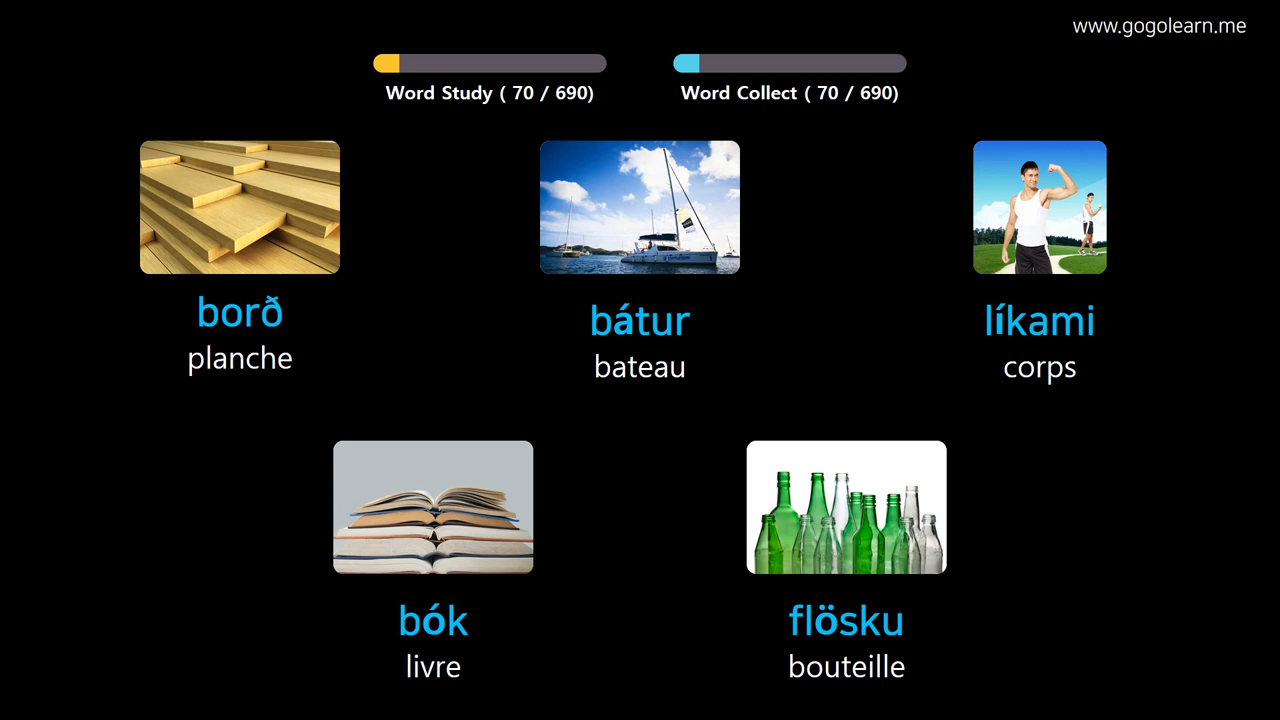 www.gogolearn.me
Word Study ( 70 / 690)
Word Collect ( 70 / 690)
borð
planche
bátur
bateau
líkami
corps
bók
livre
flösku
bouteille